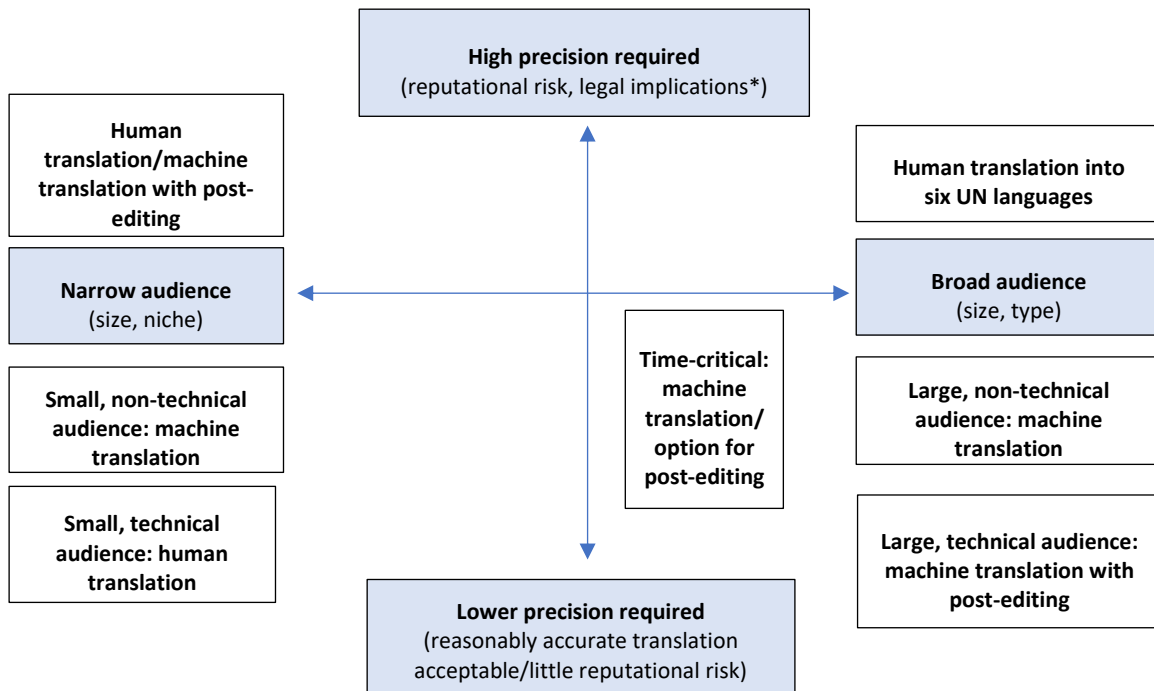 High precision required
(reputational risk, legal implications*)
Human
translation/machine
translation with post-
editing
Human translation into
six UN languages
Narrow audience
(size, niche)
Broad audience
(size, type)
Time-critical:
machine
translation/
option for
post-editing
Small, non-technical
audience: machine
translation
Large, non-technical
audience: machine
translation
Small, technical
audience: human
translation
Large, technical audience:
machine translation with
post-editing
Lower precision required
(reasonably accurate translation
acceptable/little reputational risk)